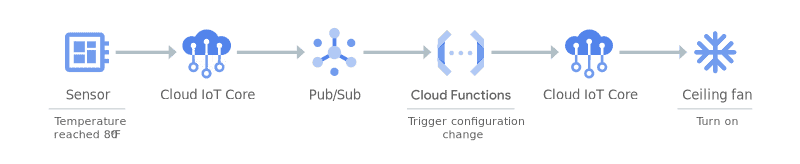 Sensor
Cloud IoT Core
Pub/Sub
Cloud Functions
Cloud IoT Core
Ceiling fan
Temperature
reached 80°F
Trigger configuration
change
Turn on